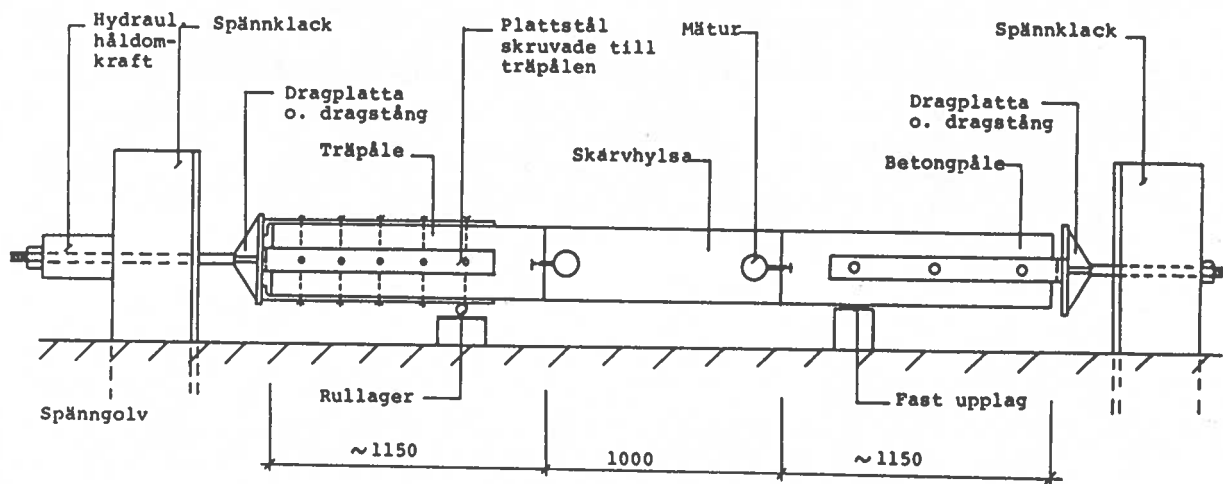 Hydraul.
håldom-
kraft
Spännklack
Plattstål
skruvade till
träpålen
Mätur
Spännklack
Dragplatta
o. dragstång
Träpåle
Skarvhylsa
Dragplatta
o. dragstång
Betongpåle
Spänngolv
Rullager
Fast upplag
~1150
1000
~1150